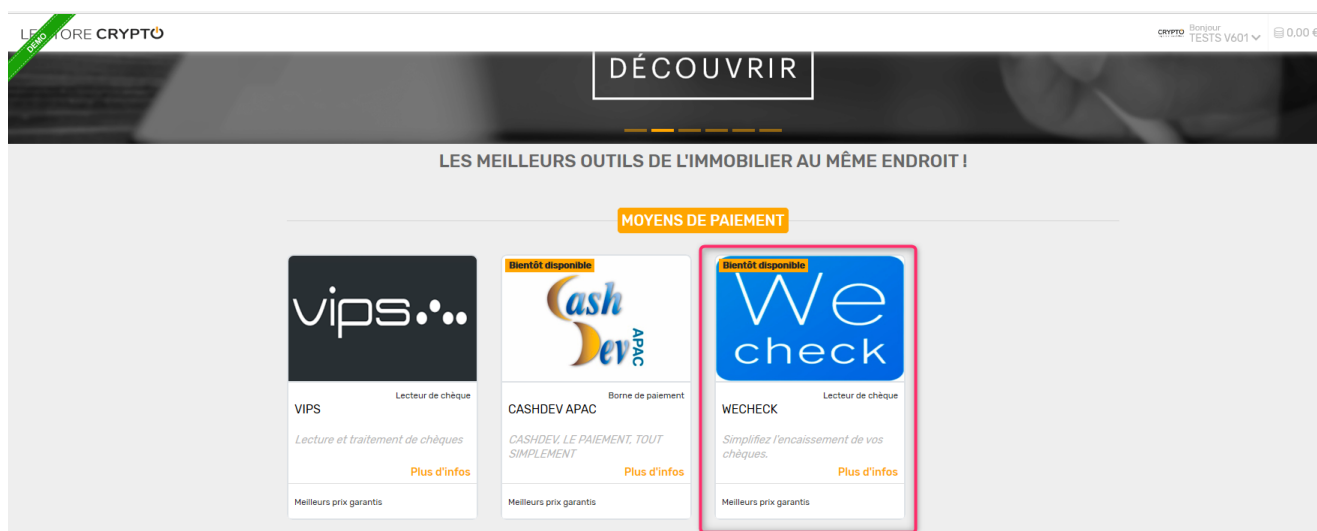 LE STORE CRYPTO
DEMO
CRYPTO
Bonjour
TESTS V601
0,00 €
DÉCOUVRIR
LES MEILLEURS OUTILS DE L'IMMOBILIER AU MÊME ENDROIT !
MOYENS DE PAIEMENT
vips
Lecteur de chèque
VIPS
Lecture et traitement de chèques
Plus d'infos
Meilleurs prix garantis
Bientôt disponible
Cash
Dev
APAC
Borne de paiement
CASHDEV APAC
CASHDEV, LE PAIEMENT, TOUT
SIMPLEMENT
Plus d'infos
Meilleurs prix garantis
Bientôt disponible
We
check
Lecteur de chèque
WECHECK
Simplifiez l'encaissement de vos
chèques.
Plus d'infos
Meilleurs prix garantis